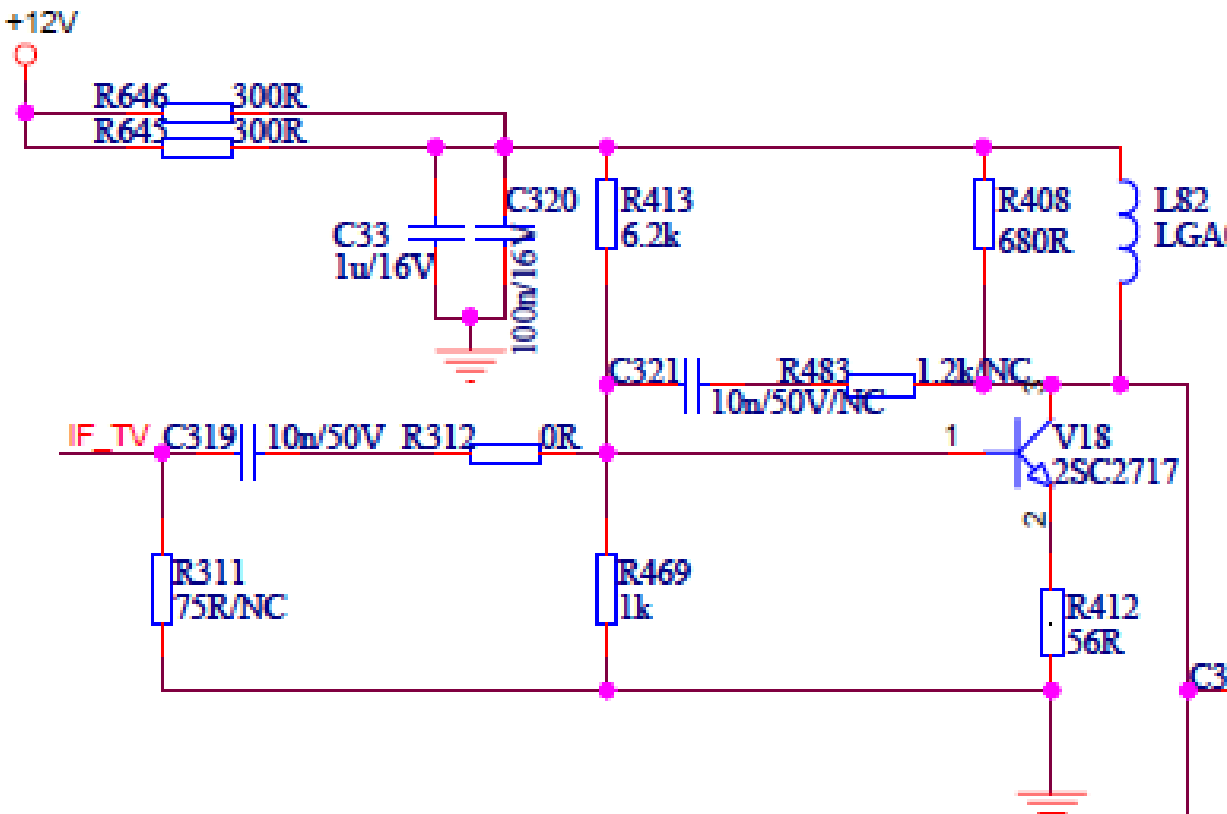 +12V
R646 300R
R645 300R
C320
R413
6.2k
R408
680R
L82
C33
1u/16V
100n/16V
C321
10n/50V/NC
R483
1.2k/NC
3
IF_TV
C319
10n/50V
R312
0R
1
V18
2SC2717
2
R311
75R/NC
R469
1k
R412
56R